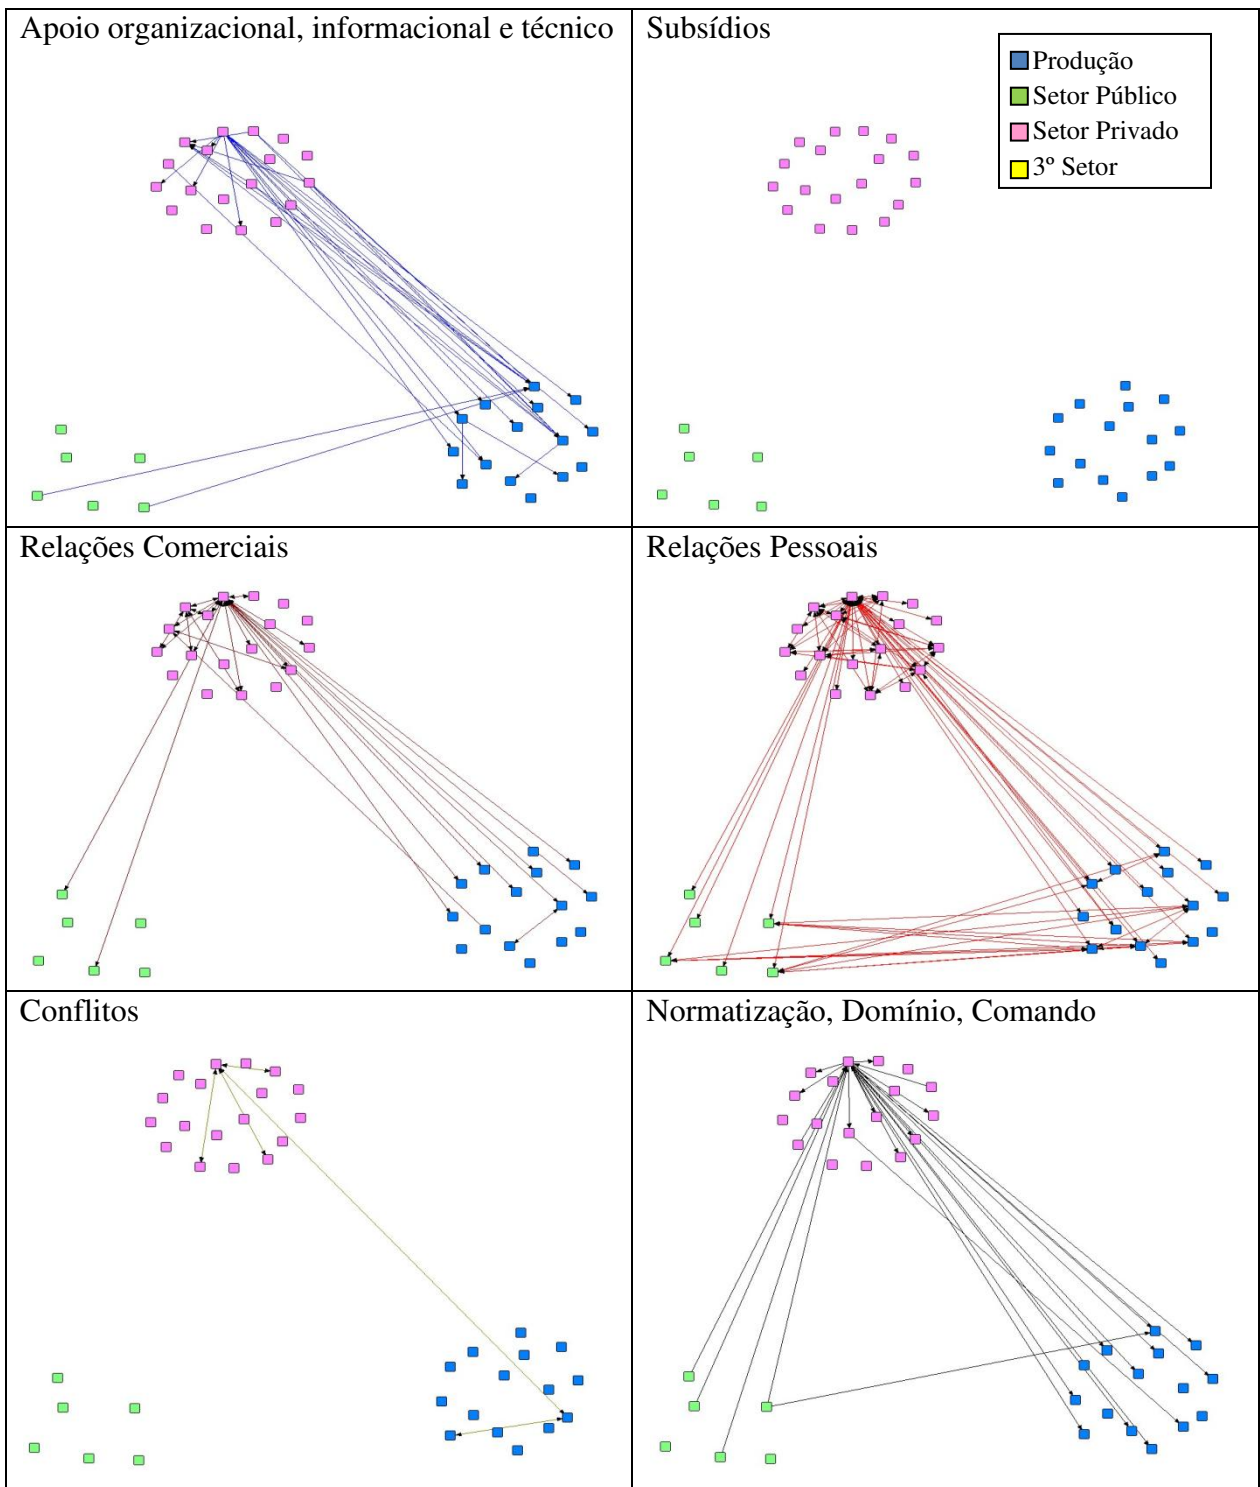 Apoio organizacional, informacional e técnico
Subsídios
Produção
Setor Público
Setor Privado
3º Setor
Relações Comerciais
Relações Pessoais
Conflitos
Normatização, Domínio, Comando